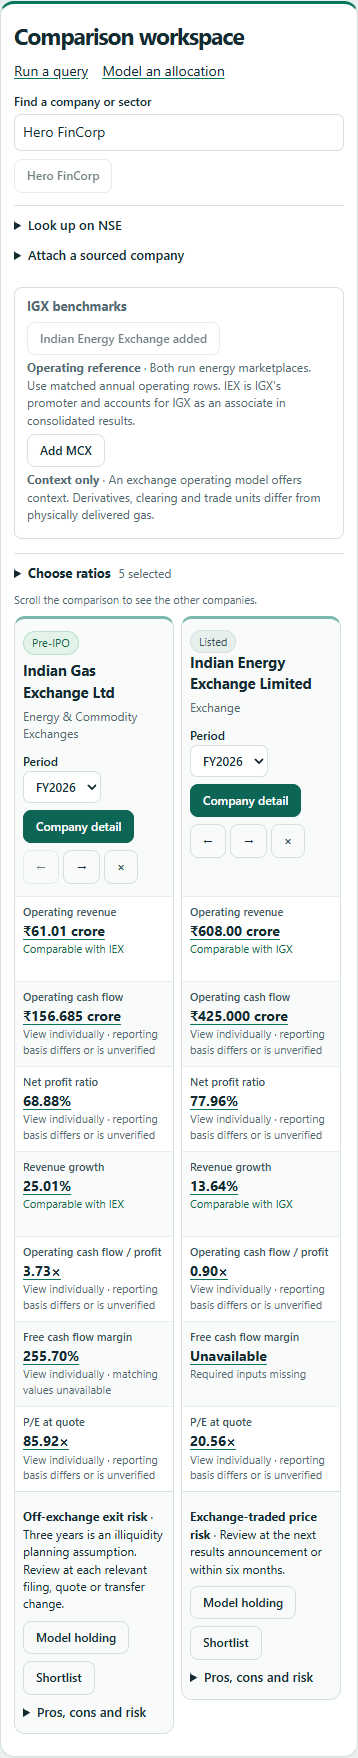 Comparison workspace
Run a query Model an allocation
Find a company or sector
Hero FinCorp
Hero FinCorp
▶ Look up on NSE
▶ Attach a sourced company
IGX benchmarks
Indian Energy Exchange added
Operating reference · Both run energy marketplaces.
Use matched annual operating rows. IEX is IGX's
promoter and accounts for IGX as an associate in
consolidated results.
Add MCX
Context only · An exchange operating model offers
context. Derivatives, clearing and trade units differ from
physically delivered gas.
▶ Choose ratios 5 selected
Scroll the comparison to see the other companies.
Pre-IPO
Indian Gas
Exchange Ltd
Energy & Commodity
Exchanges
Period
FY2026
Company detail
← → ×
Operating revenue
₹61.01 crore
Comparable with IEX
Operating cash flow
₹156.685 crore
View individually · reporting
basis differs or is unverified
Net profit ratio
68.88%
View individually · reporting
basis differs or is unverified
Revenue growth
25.01%
Comparable with IEX
Operating cash flow / profit
3.73×
View individually · reporting
basis differs or is unverified
Free cash flow margin
255.70%
View individually · matching
values unavailable
P/E at quote
85.92×
View individually · reporting
basis differs or is unverified
Off-exchange exit risk ·
Three years is an illiquidity
planning assumption.
Review at each relevant
filing, quote or transfer
change.
Model holding
Shortlist
▶ Pros, cons and risk
Listed
Indian Energy
Exchange Limited
Exchange
Period
FY2026
Company detail
← → ×
Operating revenue
₹608.00 crore
Comparable with IGX
Operating cash flow
₹425.000 crore
View individually · reporting
basis differs or is unverified
Net profit ratio
77.96%
View individually · reporting
basis differs or is unverified
Revenue growth
13.64%
Comparable with IGX
Operating cash flow / profit
0.90×
View individually · reporting
basis differs or is unverified
Free cash flow margin
Unavailable
Required inputs missing
P/E at quote
20.56×
View individually · reporting
basis differs or is unverified
Exchange-traded price
risk · Review at the next
results announcement or
within six months.
Model holding
Shortlist
▶ Pros, cons and risk